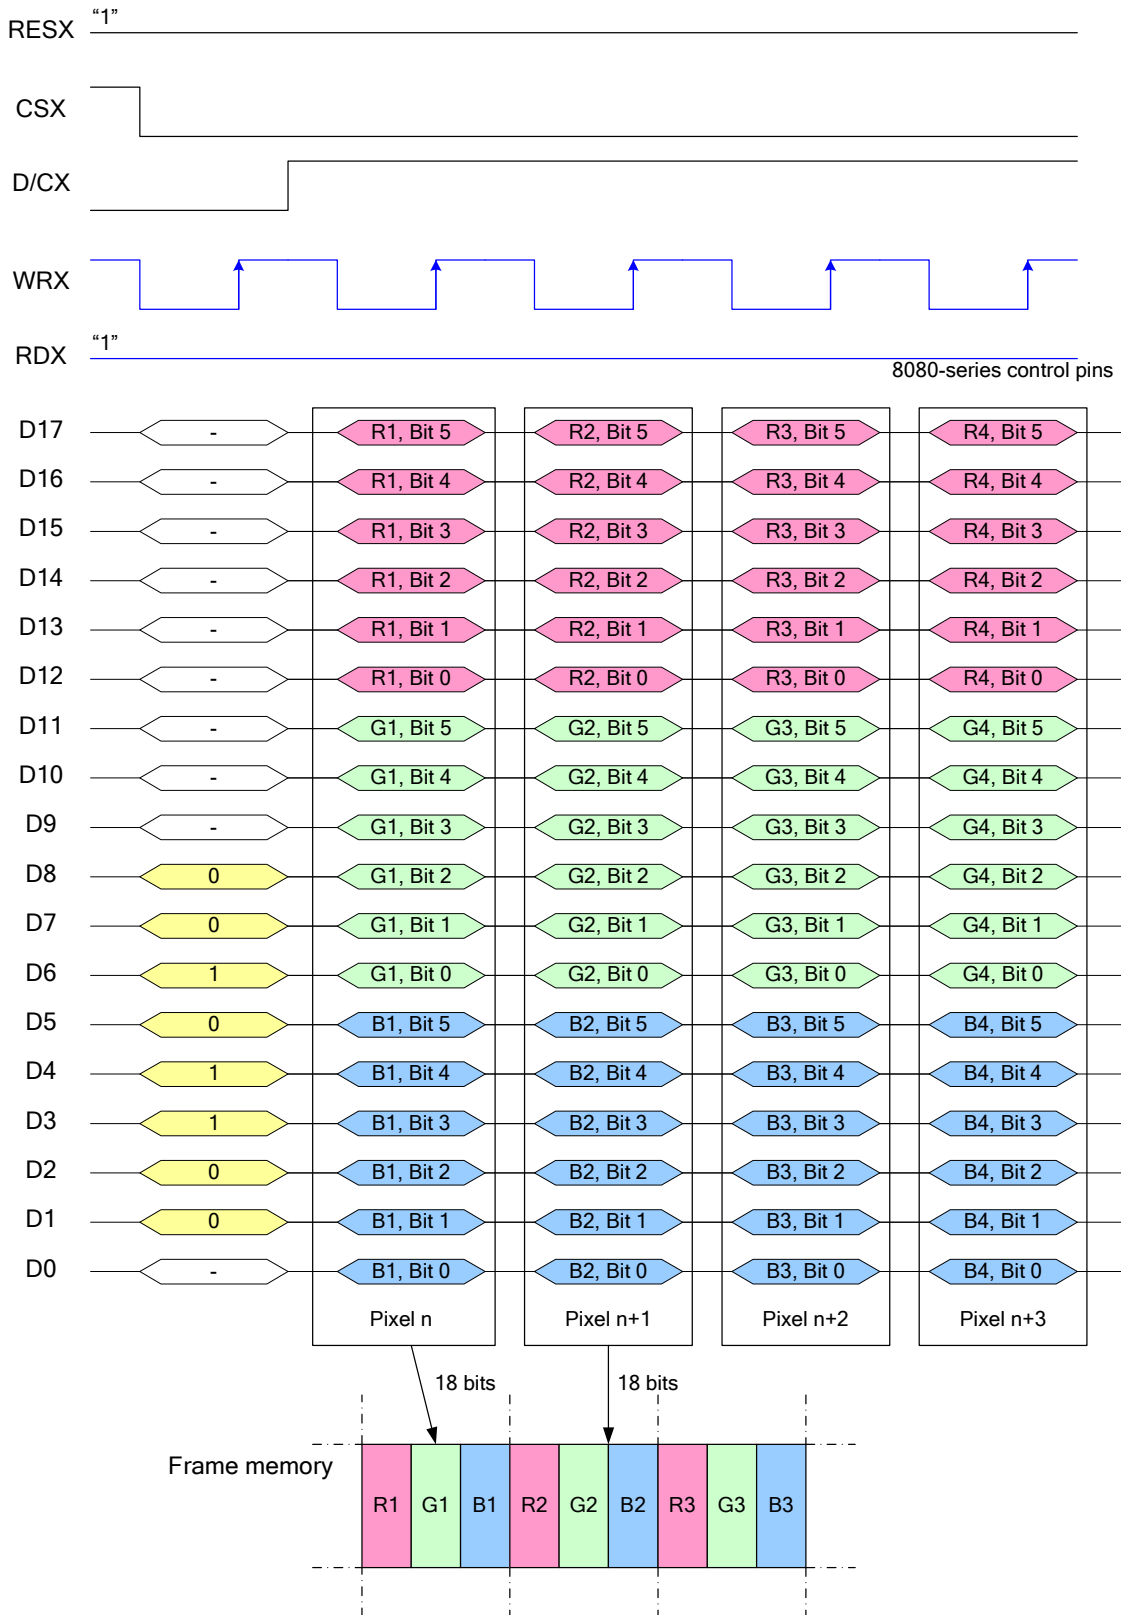 RESX “1”
CSX
D/CX
WRX
RDX “1”
8080-series control pins
D17 - R1, Bit 5 R2, Bit 5 R3, Bit 5 R4, Bit 5
D16 - R1, Bit 4 R2, Bit 4 R3, Bit 4 R4, Bit 4
D15 - R1, Bit 3 R2, Bit 3 R3, Bit 3 R4, Bit 3
D14 - R1, Bit 2 R2, Bit 2 R3, Bit 2 R4, Bit 2
D13 - R1, Bit 1 R2, Bit 1 R3, Bit 1 R4, Bit 1
D12 - R1, Bit 0 R2, Bit 0 R3, Bit 0 R4, Bit 0
D11 - G1, Bit 5 G2, Bit 5 G3, Bit 5 G4, Bit 5
D10 - G1, Bit 4 G2, Bit 4 G3, Bit 4 G4, Bit 4
D9 - G1, Bit 3 G2, Bit 3 G3, Bit 3 G4, Bit 3
D8 0 G1, Bit 2 G2, Bit 2 G3, Bit 2 G4, Bit 2
D7 0 G1, Bit 1 G2, Bit 1 G3, Bit 1 G4, Bit 1
D6 1 G1, Bit 0 G2, Bit 0 G3, Bit 0 G4, Bit 0
D5 0 B1, Bit 5 B2, Bit 5 B3, Bit 5 B4, Bit 5
D4 1 B1, Bit 4 B2, Bit 4 B3, Bit 4 B4, Bit 4
D3 1 B1, Bit 3 B2, Bit 3 B3, Bit 3 B4, Bit 3
D2 0 B1, Bit 2 B2, Bit 2 B3, Bit 2 B4, Bit 2
D1 0 B1, Bit 1 B2, Bit 1 B3, Bit 1 B4, Bit 1
D0 - B1, Bit 0 B2, Bit 0 B3, Bit 0 B4, Bit 0
Pixel n Pixel n+1 Pixel n+2 Pixel n+3
18 bits 18 bits
Frame memory
R1 G1 B1 R2 G2 B2 R3 G3 B3